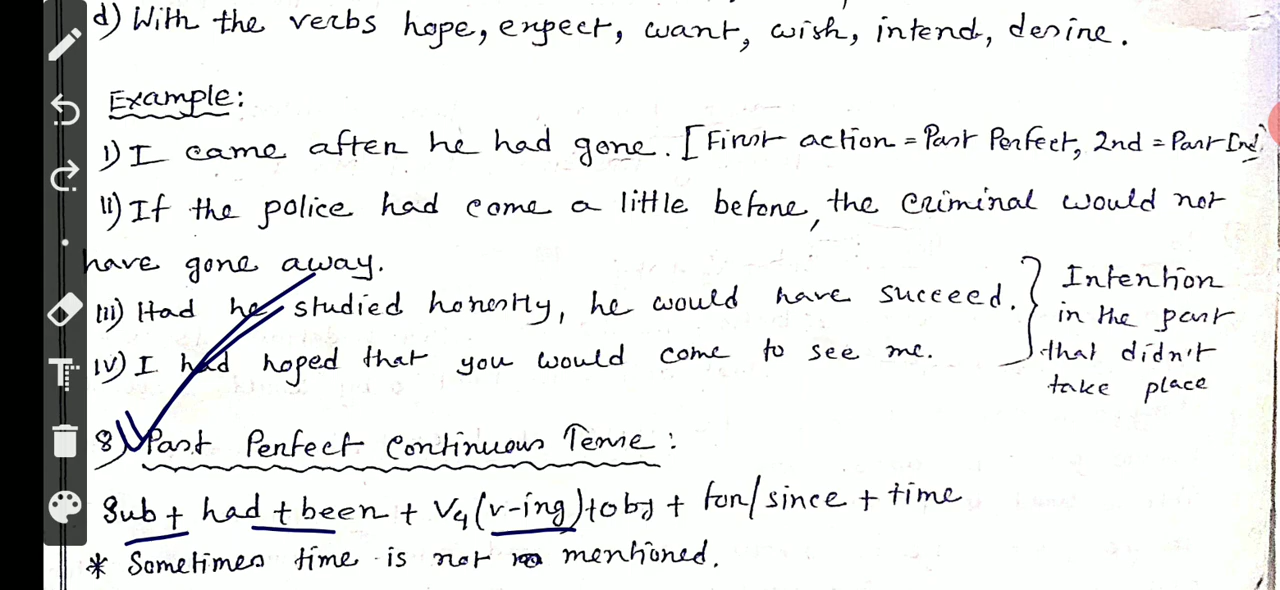 d) With the verbs hope, expect, want, wish, intend, desire.
Example:
i) I came after he had gone. [First action = Past Perfect, 2nd = Past Ind.
ii) If the police had come a little before, the criminal would not
have gone away.
iii) Had he studied honestly, he would have succeed.
iv) I had hoped that you would come to see me.
} Intention
in the past
that didn't
take place
8) Past Perfect Continuous Tense:
Sub + had + been + V4 (v-ing) + obj + for/since + time
* Sometimes time is not mentioned.